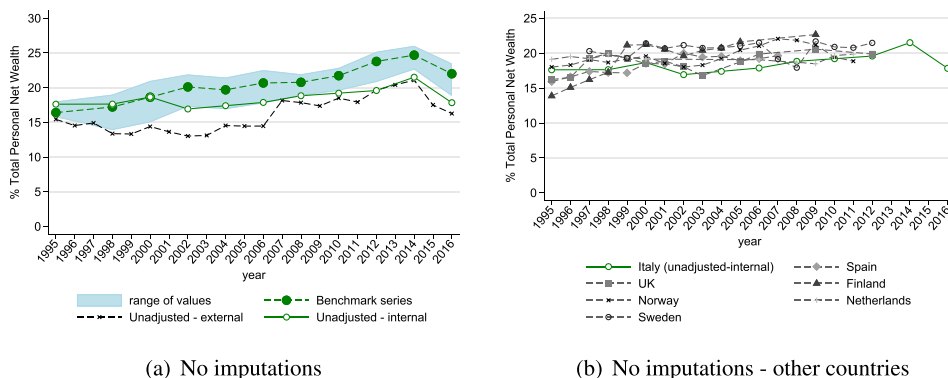 % Total Personal Net Wealth
30
25
20
15
10
5
0
1995 1996 1997 1998 1999 2000 2001 2002 2003 2004 2005 2006 2007 2008 2009 2010 2011 2012 2013 2014 2015 2016
year
range of values
Benchmark series
Unadjusted - external
Unadjusted - internal
(a) No imputations
% Total Personal Net Wealth
25
20
15
10
5
0
1995 1996 1997 1998 1999 2000 2001 2002 2003 2004 2005 2006 2007 2008 2009 2010 2011 2012 2013 2014 2015 2016
year
Italy (unadjusted-internal)
Spain
UK
Finland
Norway
Netherlands
Sweden
(b) No imputations - other countries